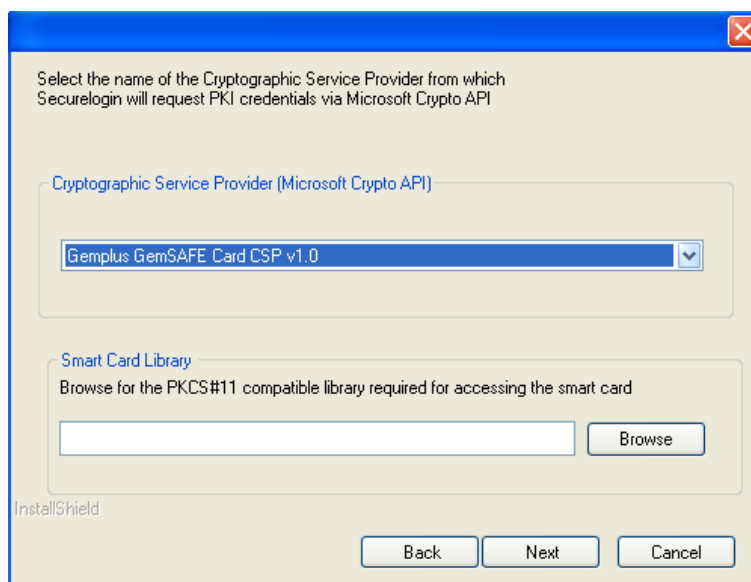 Select the name of the Cryptographic Service Provider from which
Securelogin will request PKI credentials via Microsoft Crypto API
Cryptographic Service Provider (Microsoft Crypto API)
Gemplus GemSAFE Card CSP v1.0
Smart Card Library
Browse for the PKCS#11 compatible library required for accessing the smart card
Browse
InstallShield
Back Next Cancel